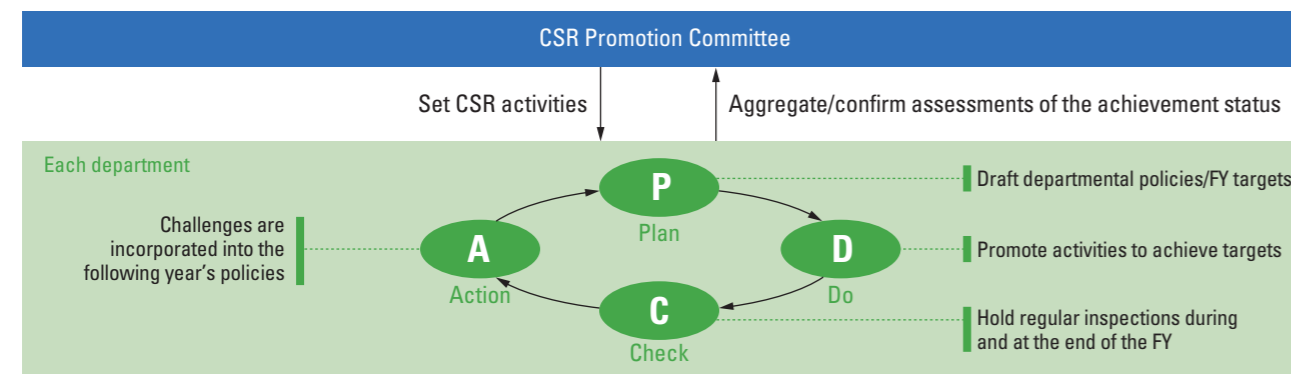 CSR Promotion Committee
Set CSR activities
Aggregate/confirm assessments of the achievement status
Each department
P
Plan
Draft departmental policies/FY targets
Challenges are
incorporated into the
following year's policies
A
Action
D
Do
Promote activities to achieve targets
C
Check
Hold regular inspections during
and at the end of the FY